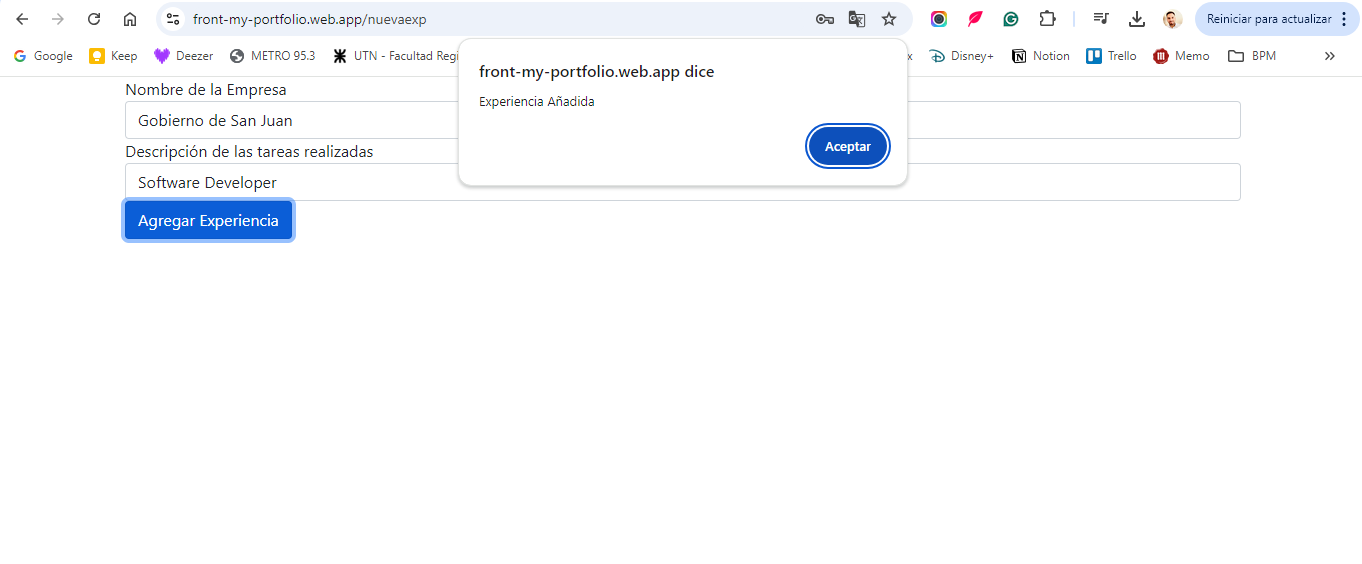 front-my-portfolio.web.app/nuevaexp
Reiniciar para actualizar
Google Keep Deezer METRO 95.3 UTN - Facultad Regi x Disney+ Notion Trello Memo BPM
front-my-portfolio.web.app dice
Experiencia Añadida
Aceptar
Nombre de la Empresa
Gobierno de San Juan
Descripción de las tareas realizadas
Software Developer
Agregar Experiencia